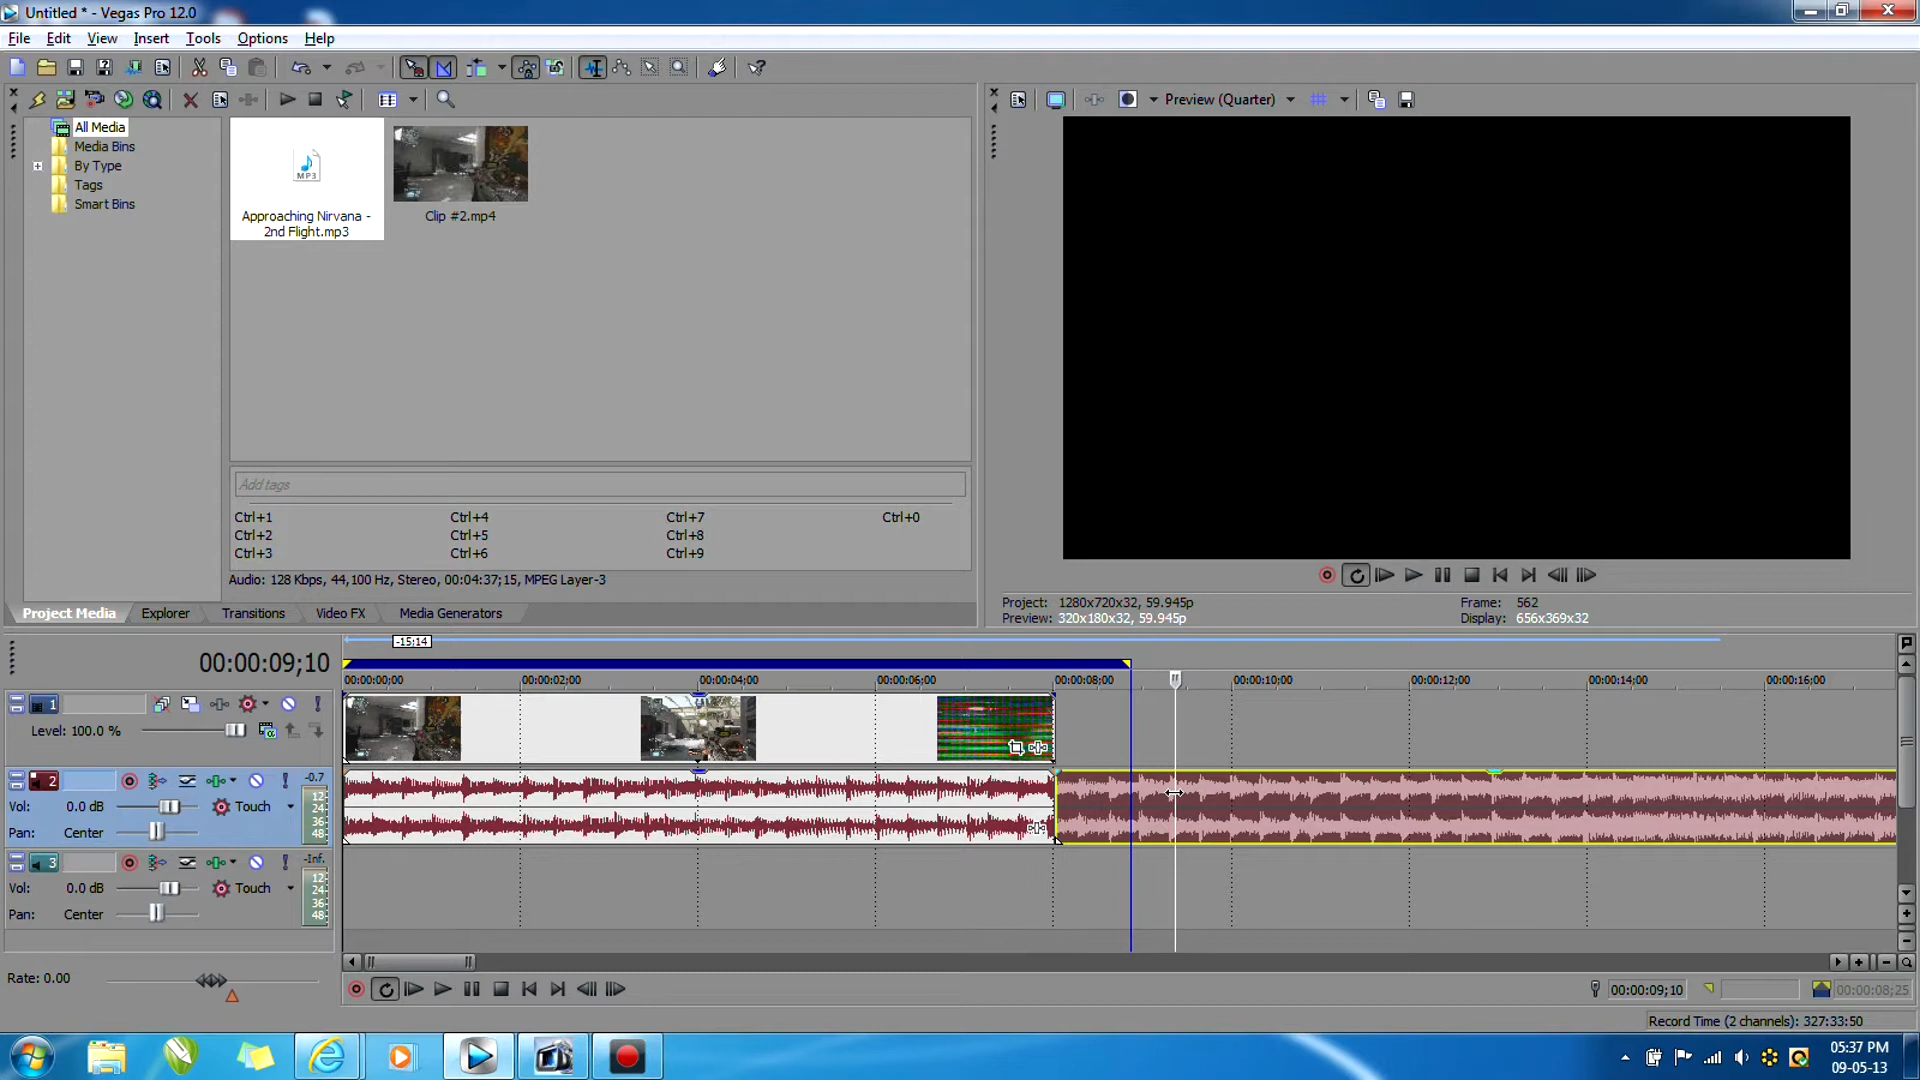 Untitled * - Vegas Pro 12.0
File Edit View Insert Tools Options Help
Preview (Quarter)
All Media
Media Bins
By Type
Tags
Smart Bins
MP3
Approaching Nirvana -
2nd Flight.mp3
Clip #2.mp4
Add tags
Ctrl+1 Ctrl+4 Ctrl+7 Ctrl+0
Ctrl+2 Ctrl+5 Ctrl+8
Ctrl+3 Ctrl+6 Ctrl+9
Audio: 128 Kbps, 44,100 Hz, Stereo, 00:04:37;15, MPEG Layer-3
Project Media Explorer Transitions Video FX Media Generators
Project: 1280x720x32, 59.945p Frame: 562
Preview: 320x180x32, 59.945p Display: 656x369x32
-15;14
00:00:09;10
00:00:00;00 00:00:02;00 00:00:04;00 00:00:06;00 00:00:08;00 00:00:10;00 00:00:12;00 00:00:14;00 00:00:16;00
1
Level: 100.0 %
2 -0.7
Vol: 0.0 dB Touch
Pan: Center
12
24
36
48
3 -Inf.
Vol: 0.0 dB Touch
Pan: Center
12
24
36
48
Rate: 0.00
00:00:09;10 00:00:08;25
Record Time (2 channels): 327:33:50
05:37 PM
09-05-13